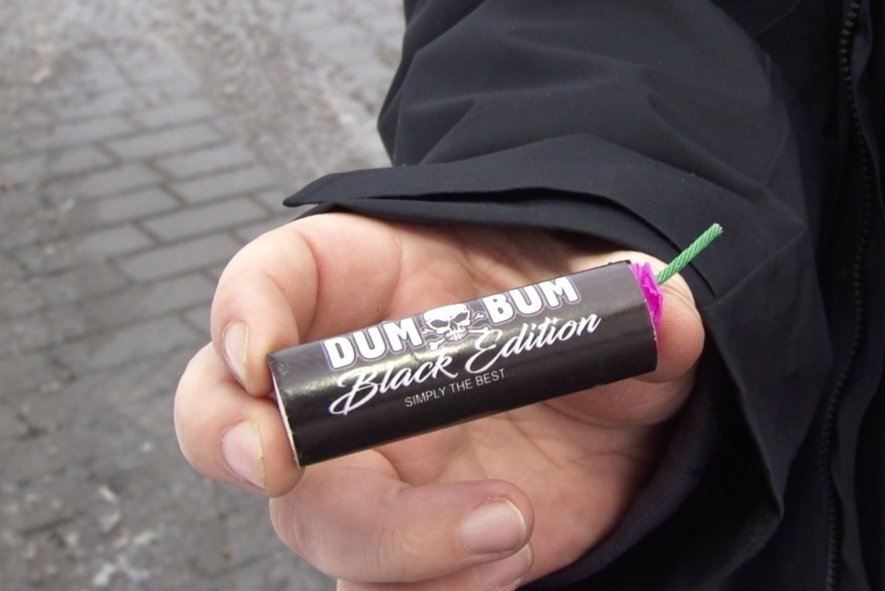 DUM BUM
Black Edition
SIMPLY THE BEST...